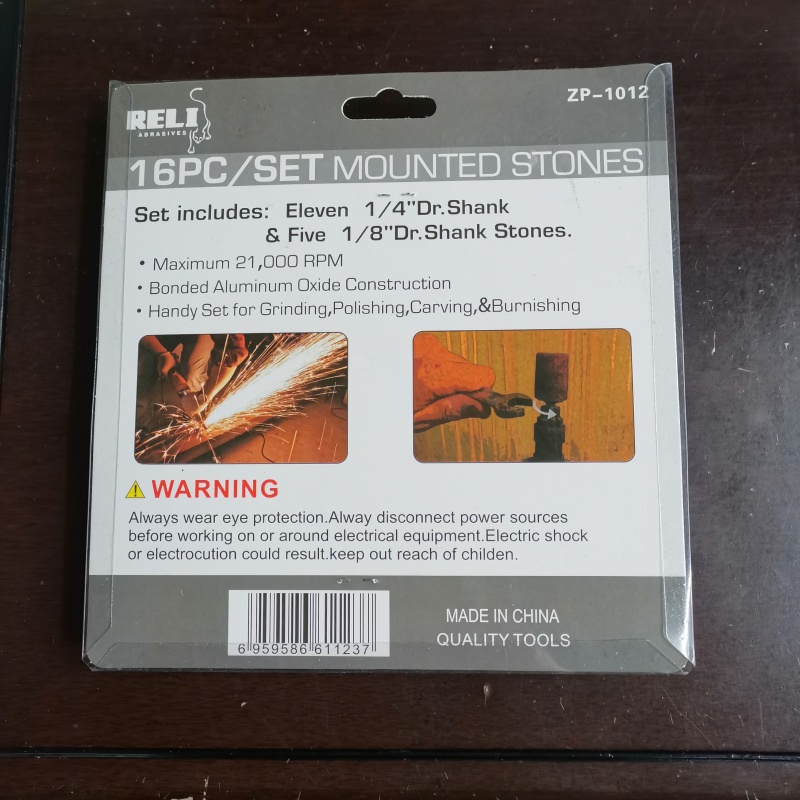 RELI
ABRASIVES
ZP-1012
16PC/SET MOUNTED STONES
Set includes: Eleven 1/4"Dr.Shank
& Five 1/8"Dr.Shank Stones.
• Maximum 21,000 RPM
• Bonded Aluminum Oxide Construction
• Handy Set for Grinding,Polishing,Carving,&Burnishing
WARNING
Always wear eye protection.Alway disconnect power sources
before working on or around electrical equipment.Electric shock
or electrocution could result.keep out reach of childen.
6 959586 611237
MADE IN CHINA
QUALITY TOOLS